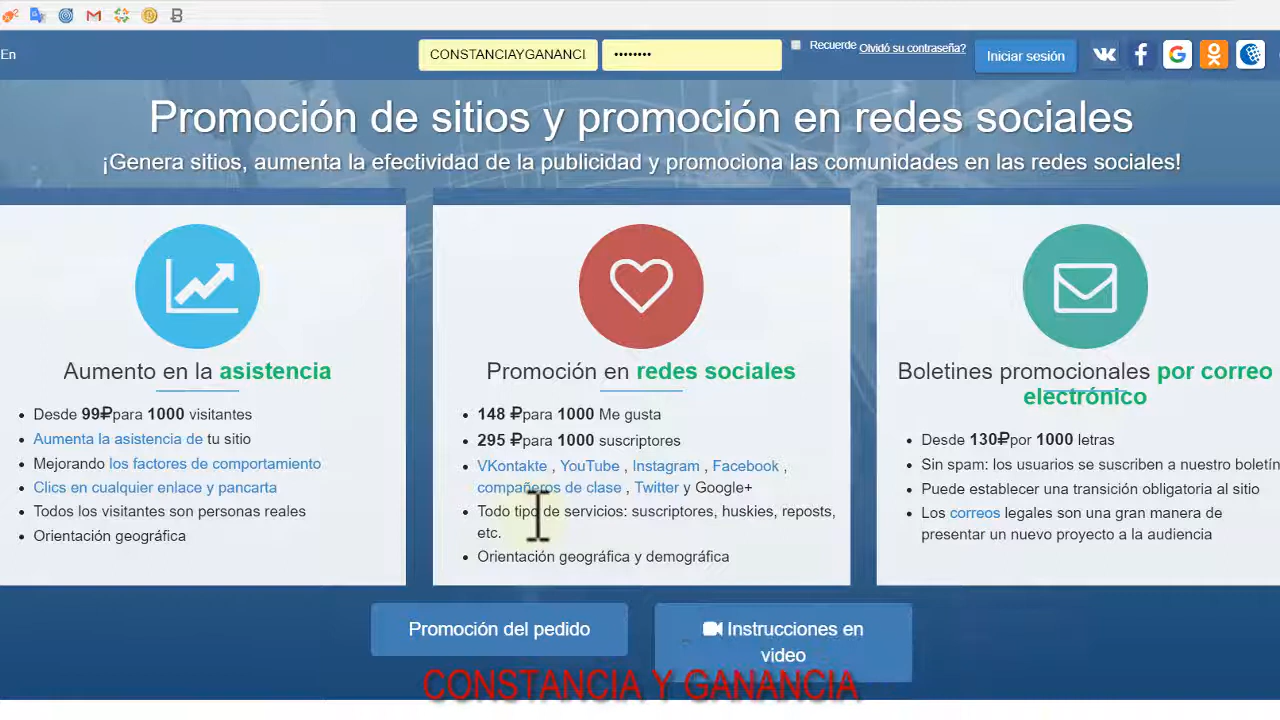 En
CONSTANCIAYGANANCI
••••••••
Recuerde
Olvidó su contraseña?
Iniciar sesión
Promoción de sitios y promoción en redes sociales
¡Genera sitios, aumenta la efectividad de la publicidad y promociona las comunidades en las redes sociales!
Aumento en la asistencia
Desde 99₽para 1000 visitantes
Aumenta la asistencia de tu sitio
Mejorando los factores de comportamiento
Clics en cualquier enlace y pancarta
Todos los visitantes son personas reales
Orientación geográfica
Promoción en redes sociales
148 ₽para 1000 Me gusta
295 ₽para 1000 suscriptores
VKontakte , YouTube , Instagram , Facebook ,
compañeros de clase , Twitter y Google+
Todo tipo de servicios: suscriptores, huskies, reposts,
etc.
Orientación geográfica y demográfica
Boletines promocionales por correo
electrónico
Desde 130₽por 1000 letras
Sin spam: los usuarios se suscriben a nuestro boletín
Puede establecer una transición obligatoria al sitio
Los correos legales son una gran manera de
presentar un nuevo proyecto a la audiencia
Promoción del pedido
Instrucciones en
video
CONSTANCIA Y GANANCIA